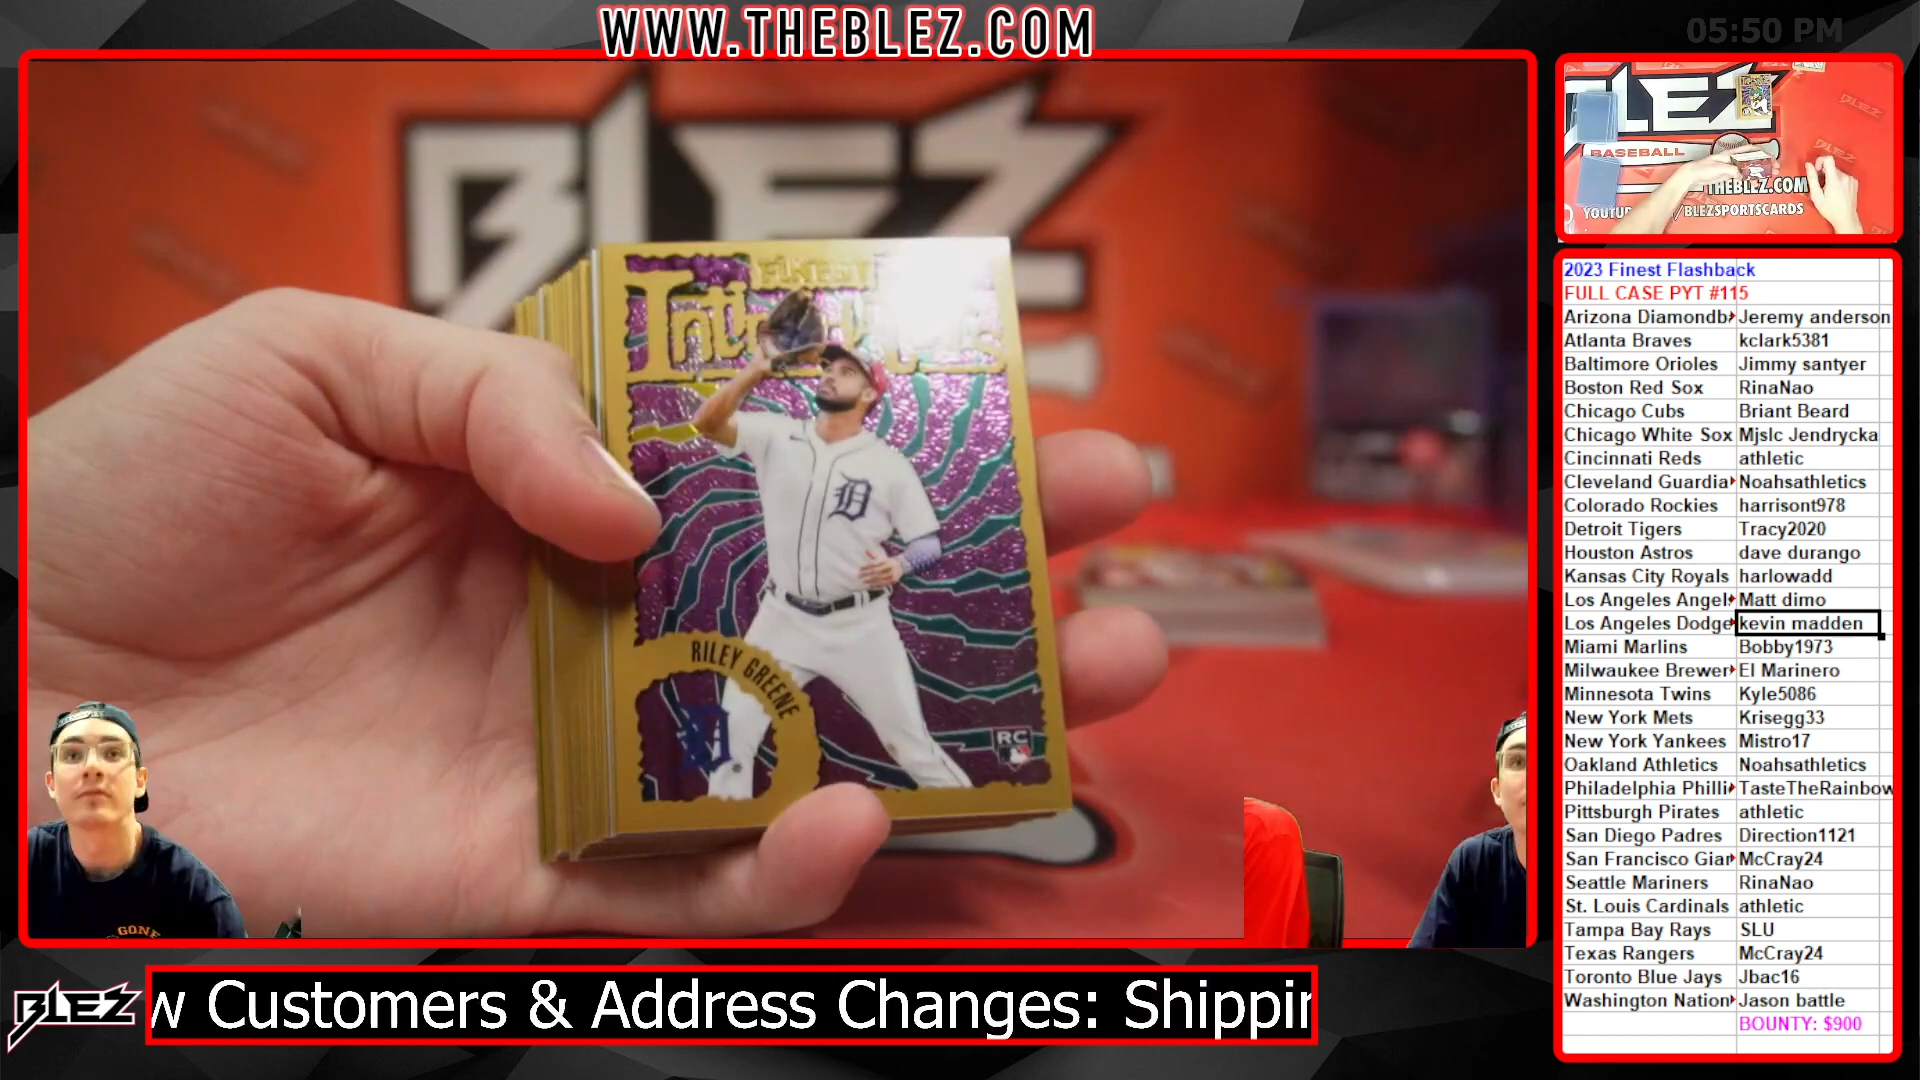 WWW.THEBLEZ.COM
05:50 PM
BLEZ
FINEST
RILEY GREENE
D
RC
GONE
LEZ
BASEBALL
BLEZ
THEBLEZ.COM
/BLEZSPORTSCARDS
2023 Finest Flashback
FULL CASE PYT #115
Arizona Diamondb Jeremy anderson
Atlanta Braves kclark5381
Baltimore Orioles Jimmy santyer
Boston Red Sox RinaNao
Chicago Cubs Briant Beard
Chicago White Sox Mjslc Jendrycka
Cincinnati Reds athletic
Cleveland Guardia Noahsathletics
Colorado Rockies harrisont978
Detroit Tigers Tracy2020
Houston Astros dave durango
Kansas City Royals harlowadd
Los Angeles Angel Matt dimo
Los Angeles Dodge kevin madden
Miami Marlins Bobby1973
Milwaukee Brewer El Marinero
Minnesota Twins Kyle5086
New York Mets Krisegg33
New York Yankees Mistro17
Oakland Athletics Noahsathletics
Philadelphia Philli TasteTheRainbow
Pittsburgh Pirates athletic
San Diego Padres Direction1121
San Francisco Gian McCray24
Seattle Mariners RinaNao
St. Louis Cardinals athletic
Tampa Bay Rays SLU
Texas Rangers McCray24
Toronto Blue Jays Jbac16
Washington Nation Jason battle
BOUNTY: $900
BLEZ
w Customers & Address Changes: Shippin